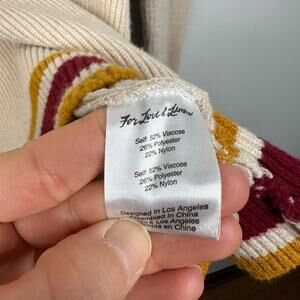 For Love & Lemons
Self: 52% Viscose
26% Polyester
22% Nylon
Self: 52% Viscose
26% Polyester
22% Nylon
Designed In Los Angeles
Assembled in China